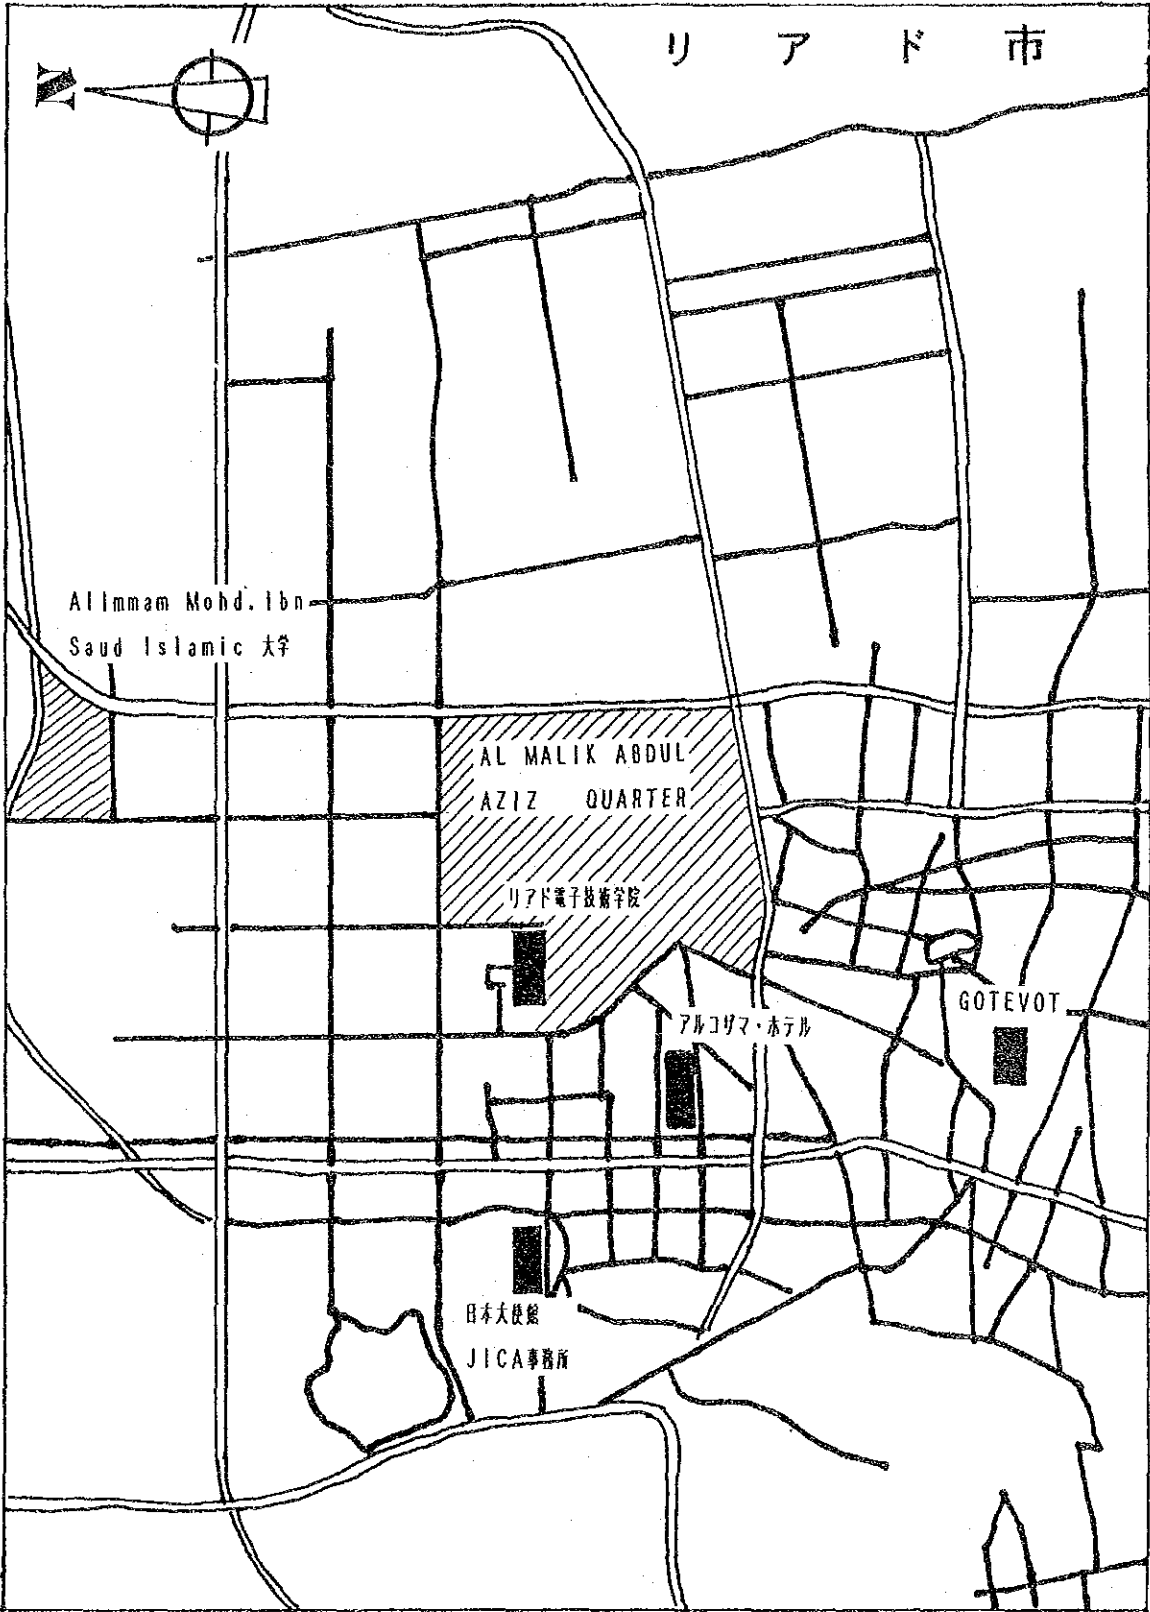 リアド市
N
Alimmam Mohd. Ibn
Saud Islamic 大学
AL MALIK ABDUL
AZIZ QUARTER
リアド電子技術学院
GOTEVOT
アルコザマ・ホテル
日本大使館
JICA事務所